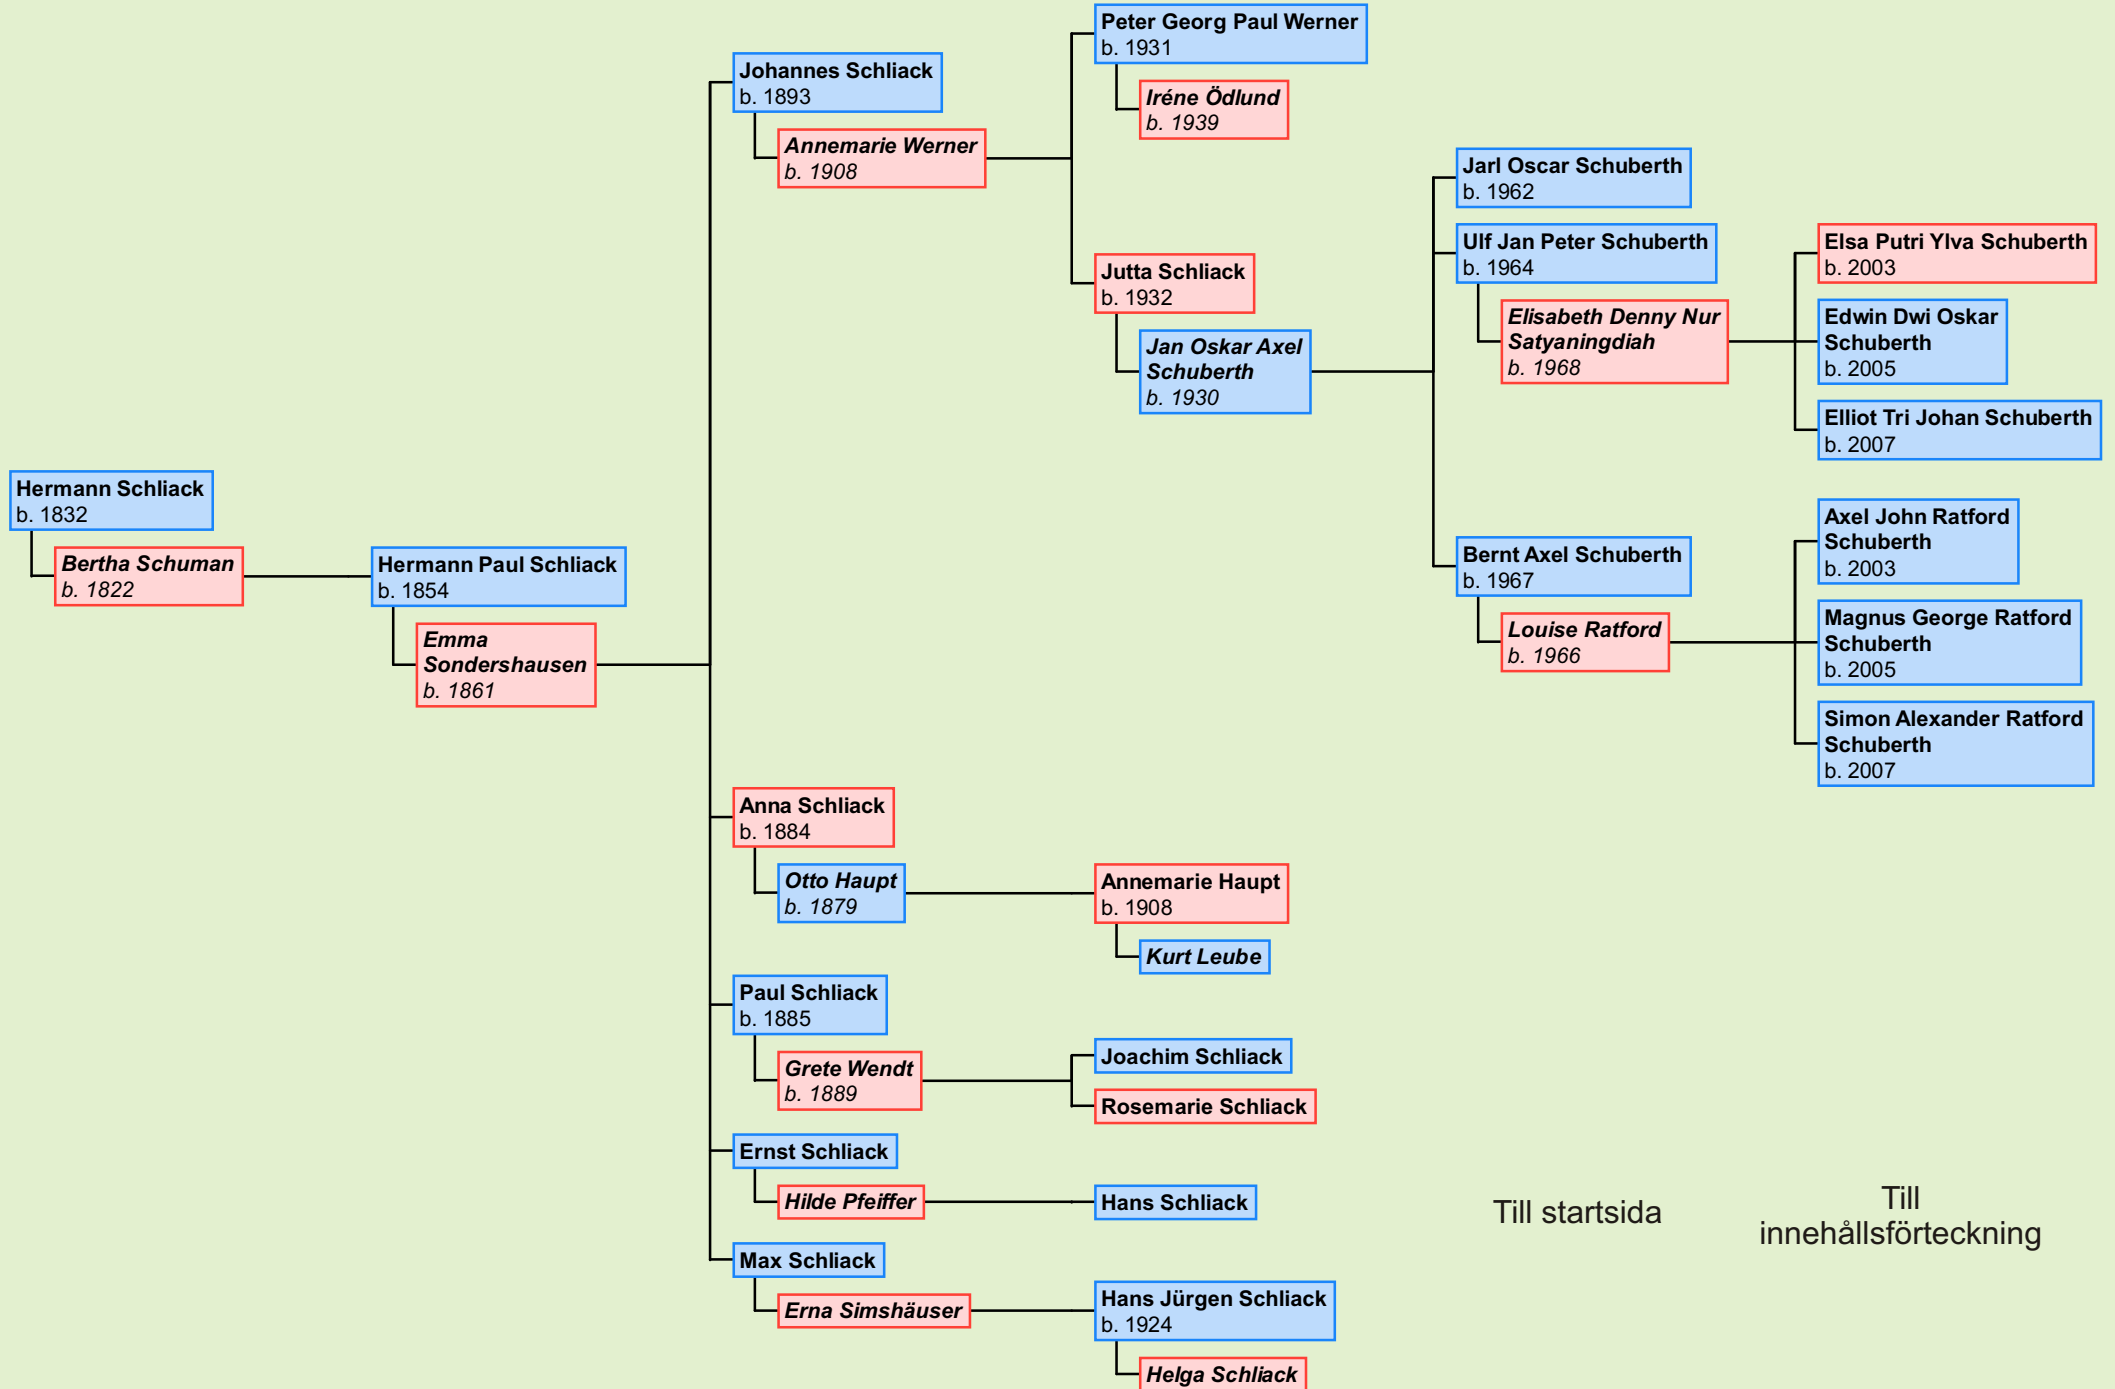 Hermann Schliack
b. 1832
Bertha Schuman
b. 1822
Hermann Paul Schliack
b. 1854
Emma
Sondershausen
b. 1861
Johannes Schliack
b. 1893
Annemarie Werner
b. 1908
Peter Georg Paul Werner
b. 1931
Iréne Ödlund
b. 1939
Jutta Schliack
b. 1932
Jan Oskar Axel
Schuberth
b. 1930
Jarl Oscar Schuberth
b. 1962
Ulf Jan Peter Schuberth
b. 1964
Elisabeth Denny Nur
Satyaningdiah
b. 1968
Elsa Putri Ylva Schuberth
b. 2003
Edwin Dwi Oskar
Schuberth
b. 2005
Elliot Tri Johan Schuberth
b. 2007
Bernt Axel Schuberth
b. 1967
Louise Ratford
b. 1966
Axel John Ratford
Schuberth
b. 2003
Magnus George Ratford
Schuberth
b. 2005
Simon Alexander Ratford
Schuberth
b. 2007
Anna Schliack
b. 1884
Otto Haupt
b. 1879
Annemarie Haupt
b. 1908
Kurt Leube
Paul Schliack
b. 1885
Grete Wendt
b. 1889
Joachim Schliack
Rosemarie Schliack
Ernst Schliack
Hilde Pfeiffer
Hans Schliack
Max Schliack
Erna Simshäuser
Hans Jürgen Schliack
b. 1924
Helga Schliack
Till startsida
Till
innehållsförteckning